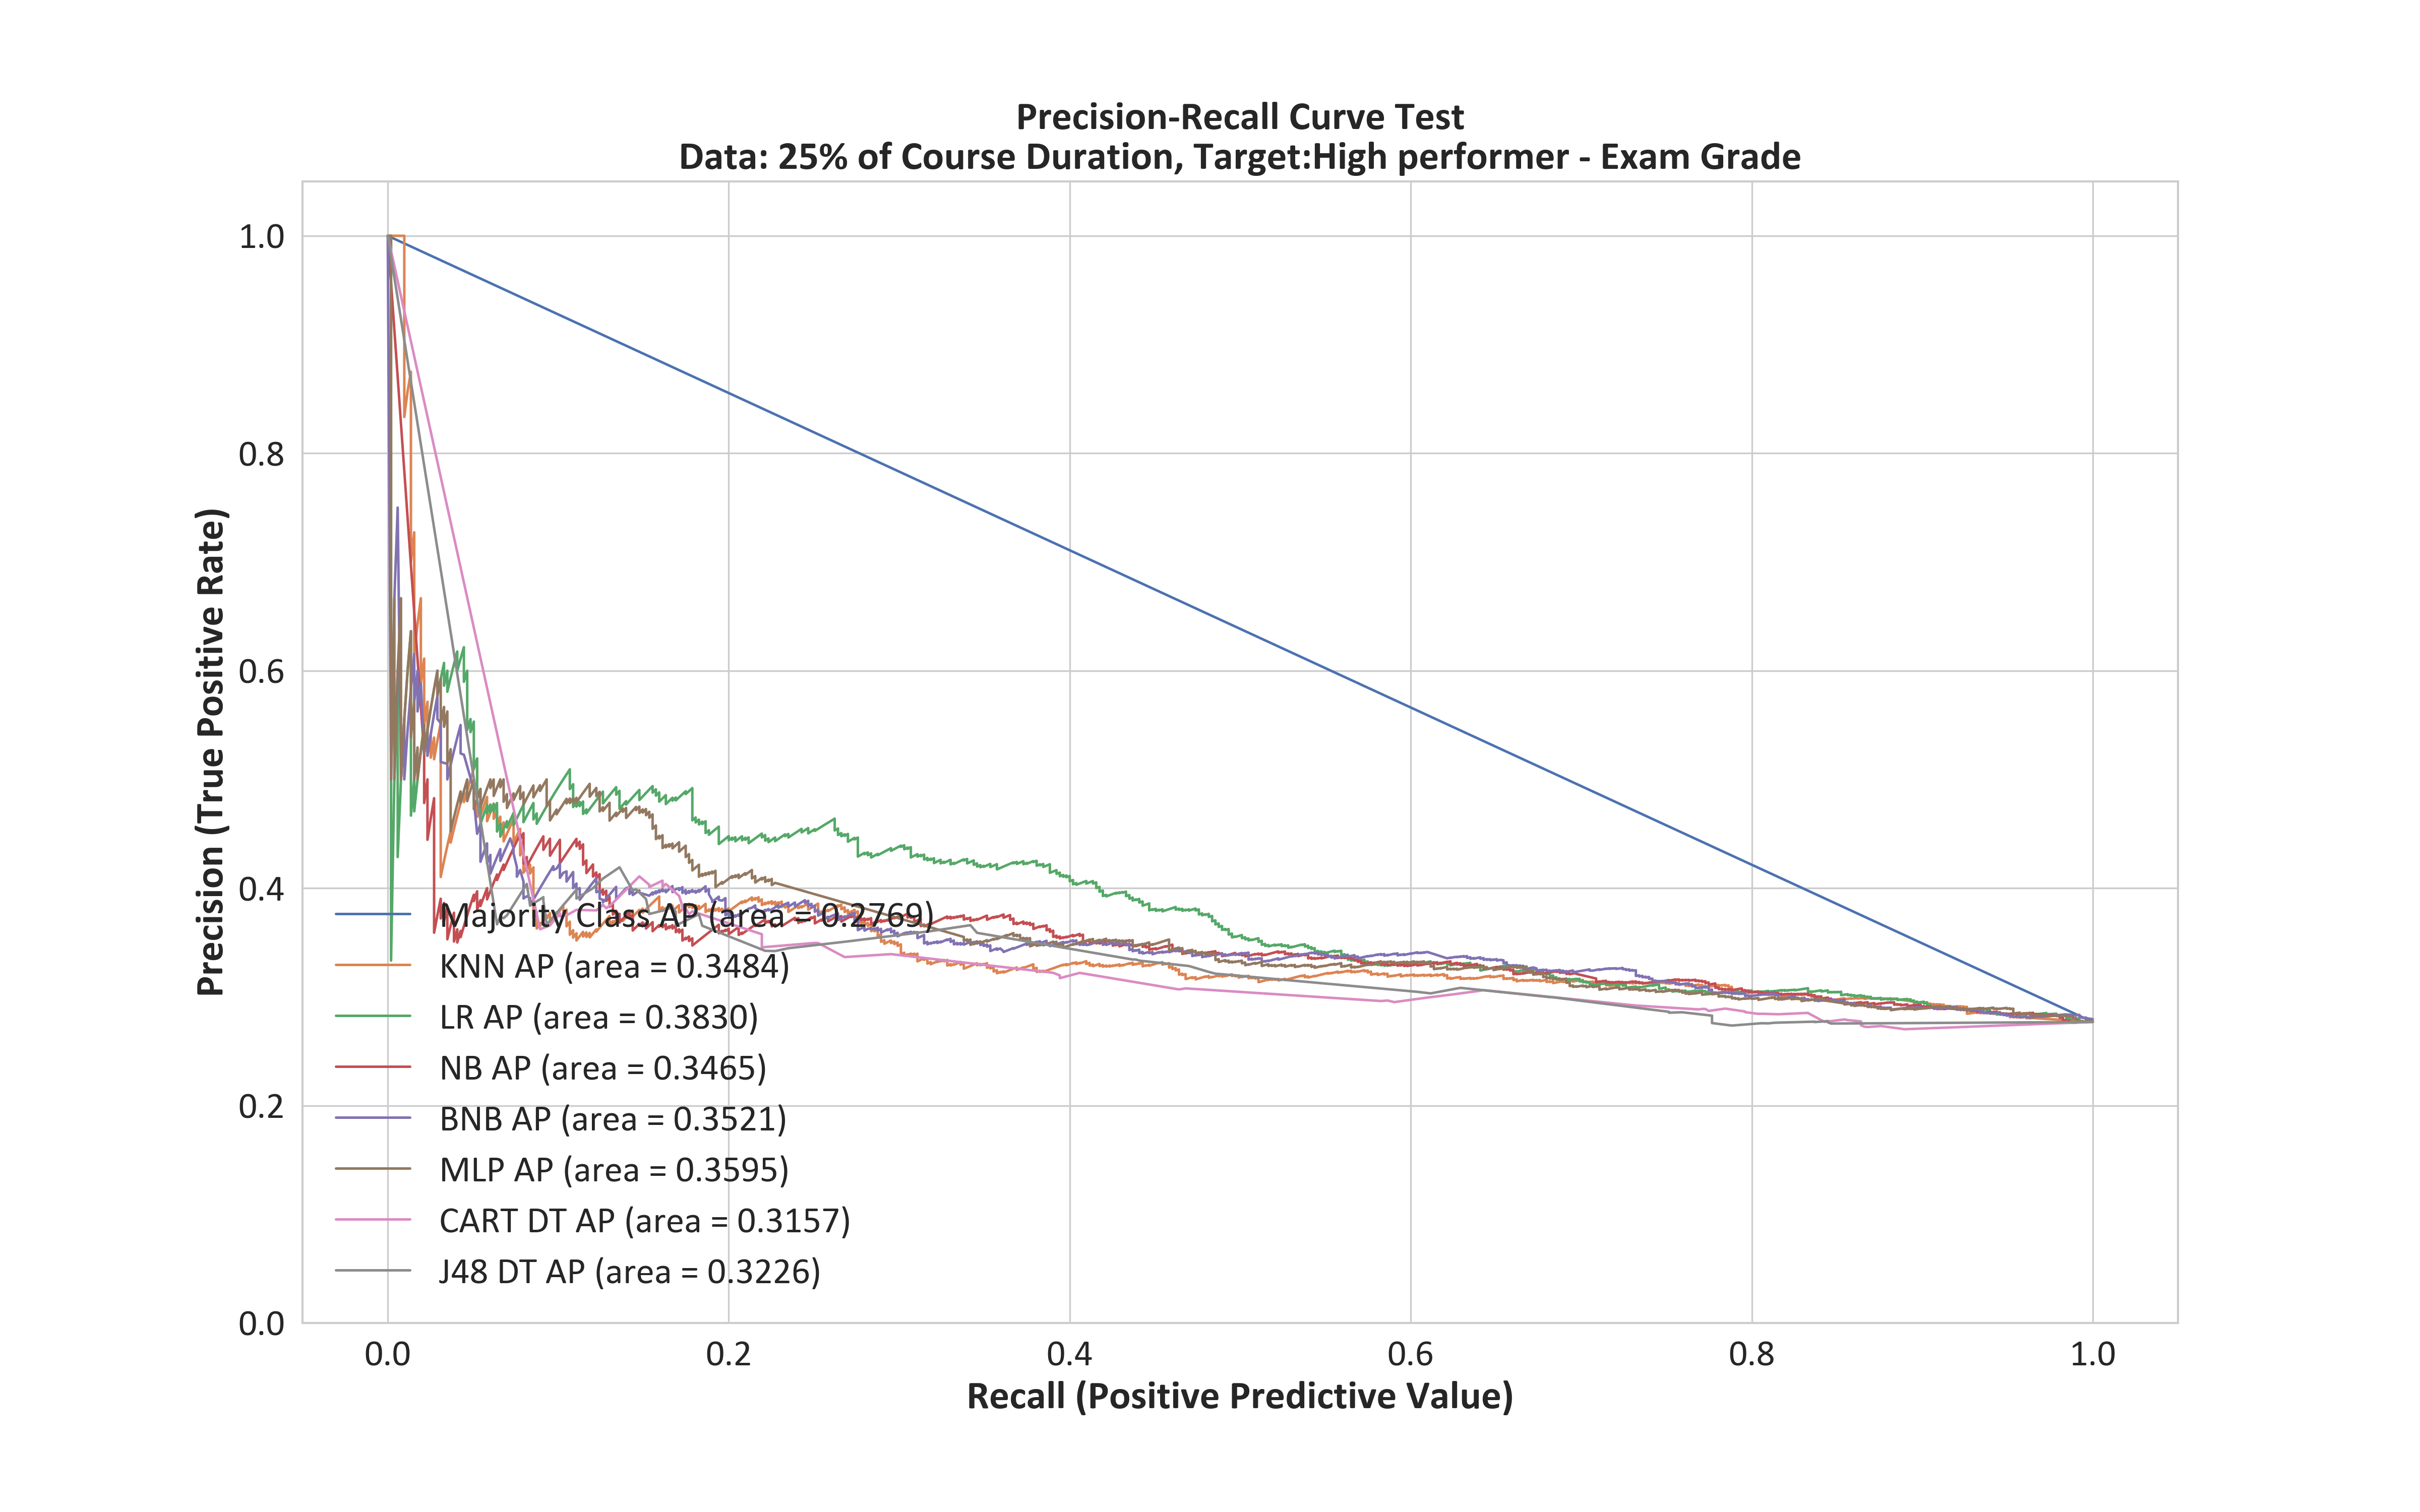 Precision-Recall Curve Test
Data: 25% of Course Duration, Target:High performer - Exam Grade
Precision (True Positive Rate)
1.0
0.8
0.6
0.4
0.2
0.0
Majority Class AP (area = 0.2769)
KNN AP (area = 0.3484)
LR AP (area = 0.3830)
NB AP (area = 0.3465)
BNB AP (area = 0.3521)
MLP AP (area = 0.3595)
CART DT AP (area = 0.3157)
J48 DT AP (area = 0.3226)
0.0 0.2 0.4 0.6 0.8 1.0
Recall (Positive Predictive Value)